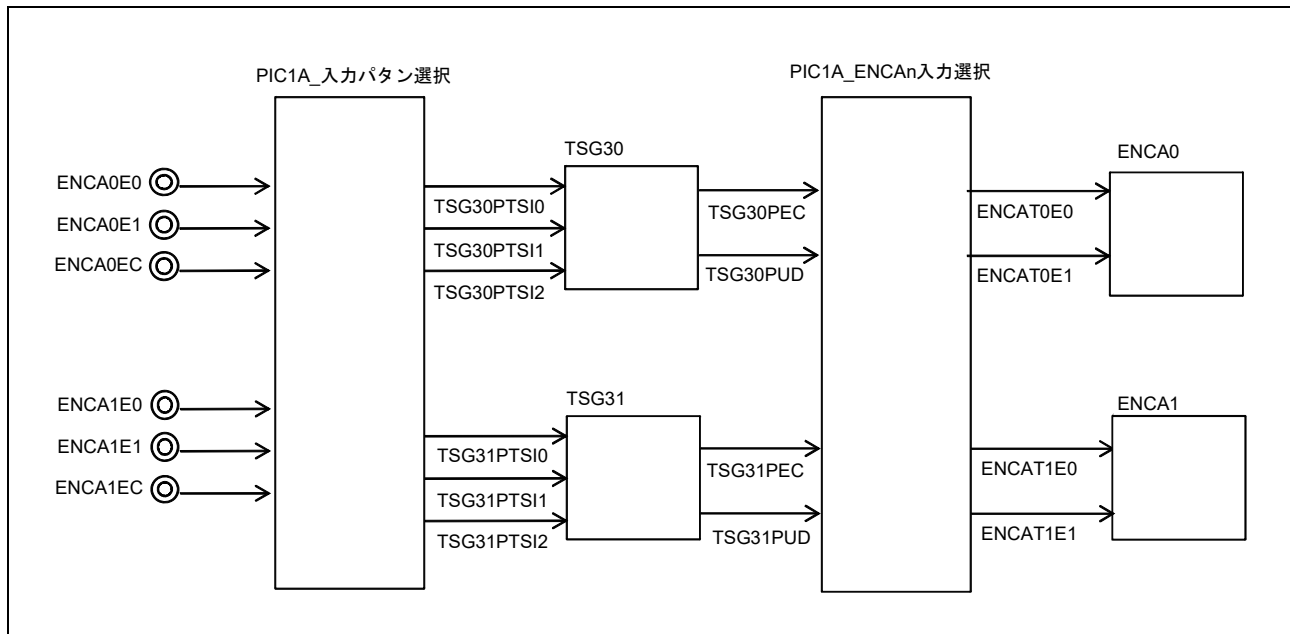 PIC1A_入力パタン選択
PIC1A_ENCAn入力選択
TSG30
ENCA0
ENCA0E0
ENCA0E1
ENCA0EC
TSG30PTSI0
TSG30PTSI1
TSG30PTSI2
TSG30PEC
TSG30PUD
ENCAT0E0
ENCAT0E1
TSG31
ENCA1
ENCA1E0
ENCA1E1
ENCA1EC
TSG31PTSI0
TSG31PTSI1
TSG31PTSI2
TSG31PEC
TSG31PUD
ENCAT1E0
ENCAT1E1